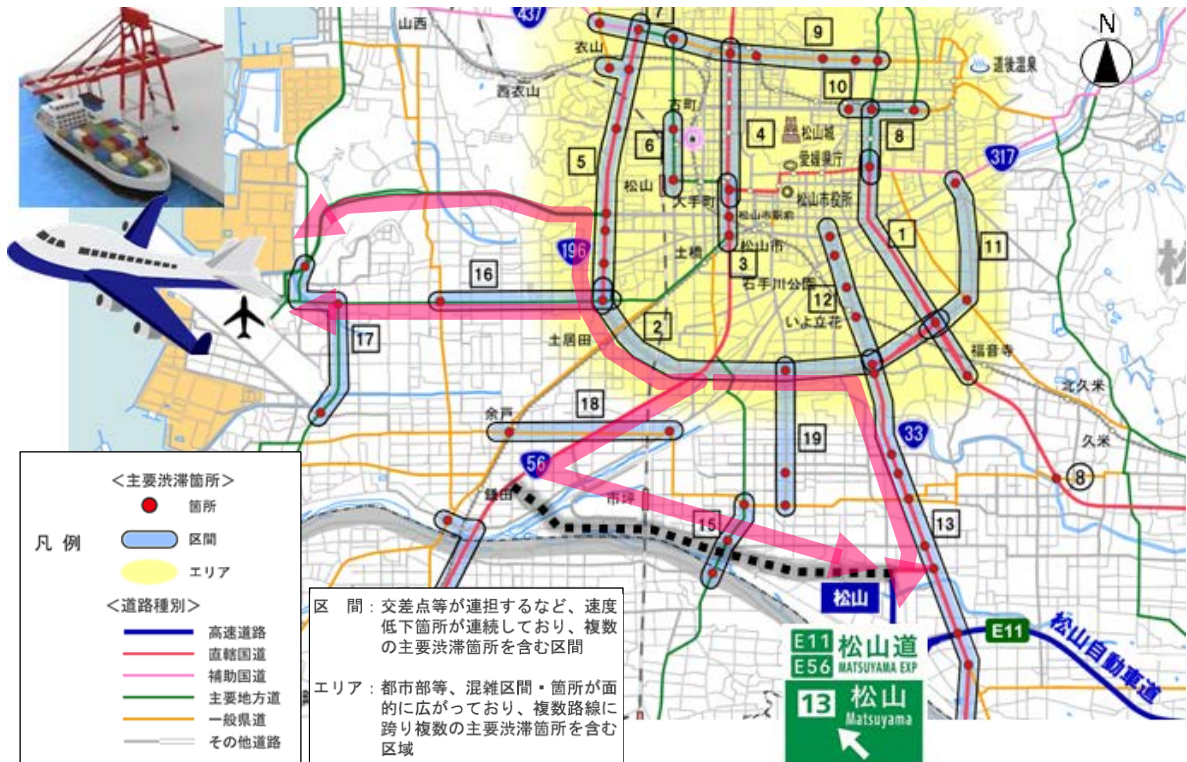 山西
437
7
N
衣山
9
西衣山
10
道後温泉
古町
4
松山城
8
5
6
愛媛県庁
317
松山
大手町
松山市役所
松山市駅前
1
11
196
土橋
松山市
3
16
石手川公園
12
2
いよ立花
17
土居田
福音寺
北久米
余戸
18
33
久米
19
8
56
鎌田
市坪
15
13
松山
E11
松山自動車道
E11 松山道
E56 MATSUYAMA EXP
13 松山
Matsuyama
凡 例
<主要渋滞箇所>
箇所
区間
エリア
<道路種別>
高速道路
直轄国道
補助国道
主要地方道
一般県道
その他道路
区 間:交差点等が連担するなど、速度
低下箇所が連続しており、複数
の主要渋滞箇所を含む区間
エリア:都市部等、混雑区間・箇所が面
的に広がっており、複数路線に
跨り複数の主要渋滞箇所を含む
区域